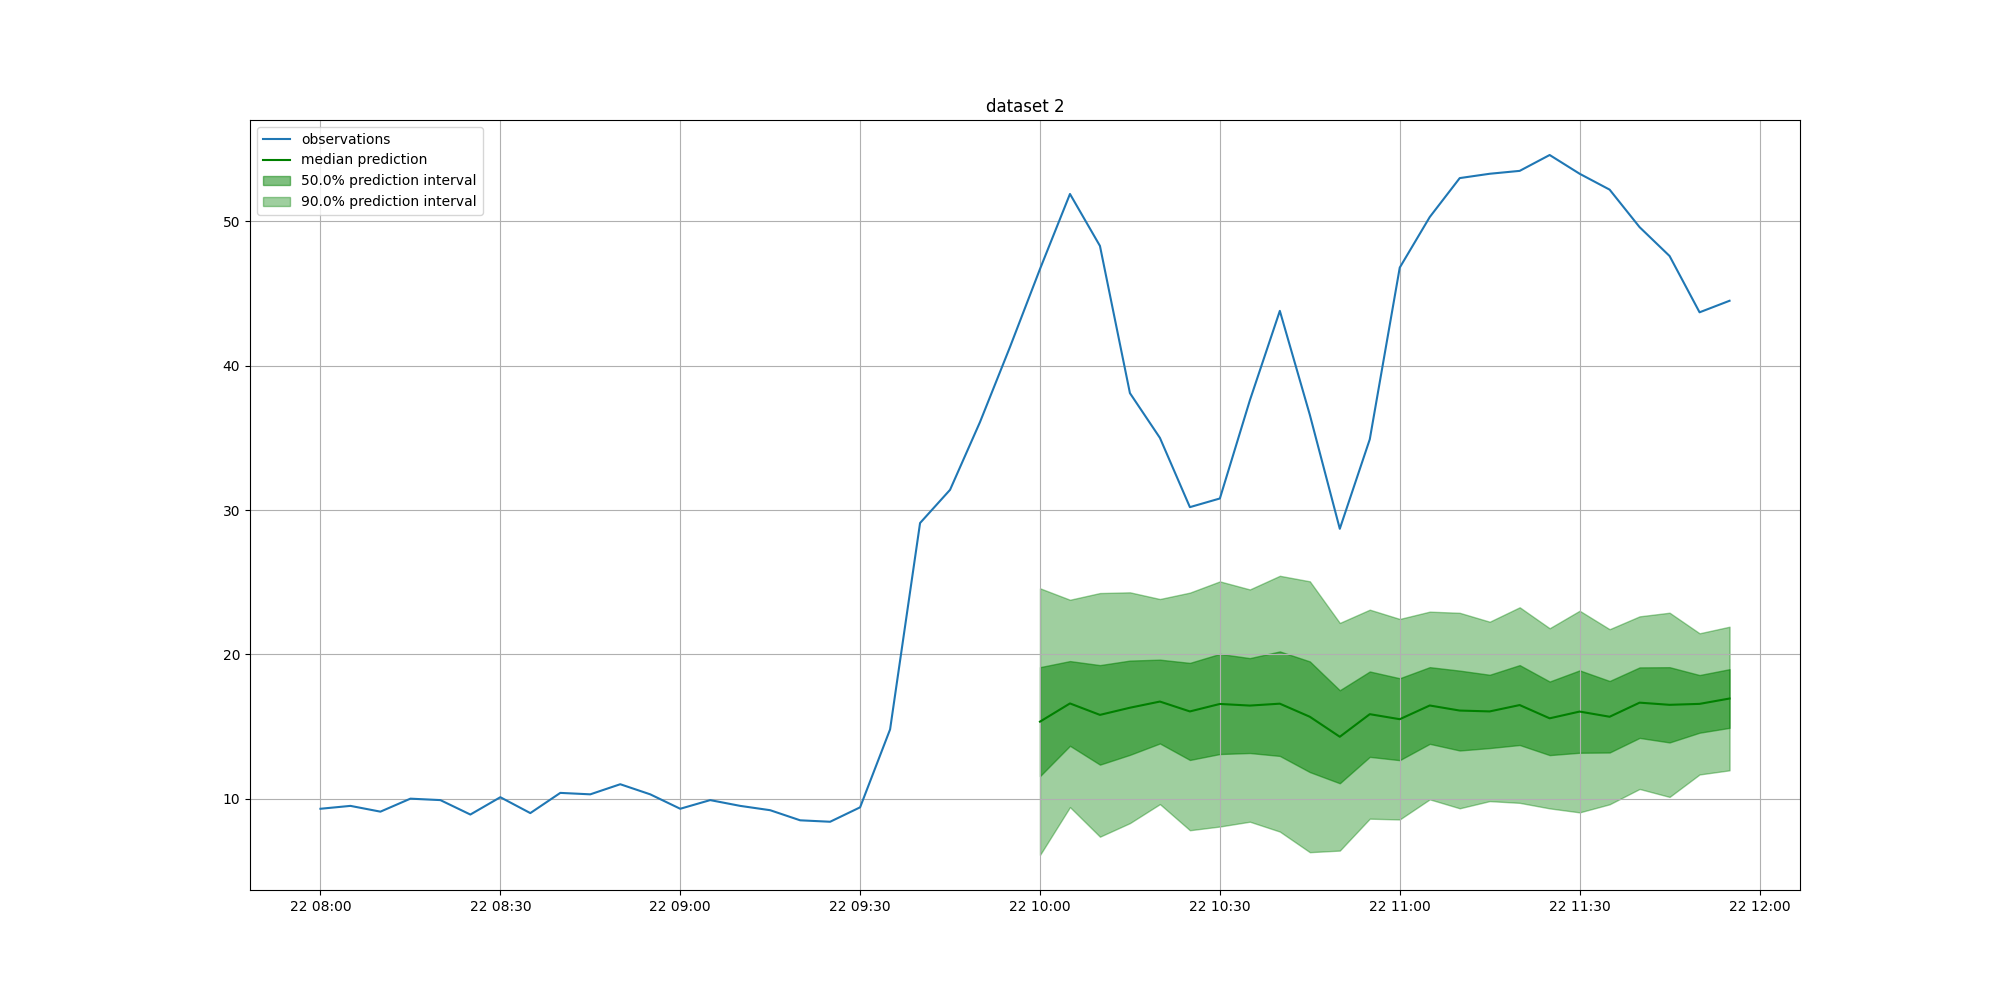 dataset 2
observations
median prediction
50.0% prediction interval
90.0% prediction interval
50
40
30
20
10
22 08:00 22 08:30 22 09:00 22 09:30 22 10:00 22 10:30 22 11:00 22 11:30 22 12:00